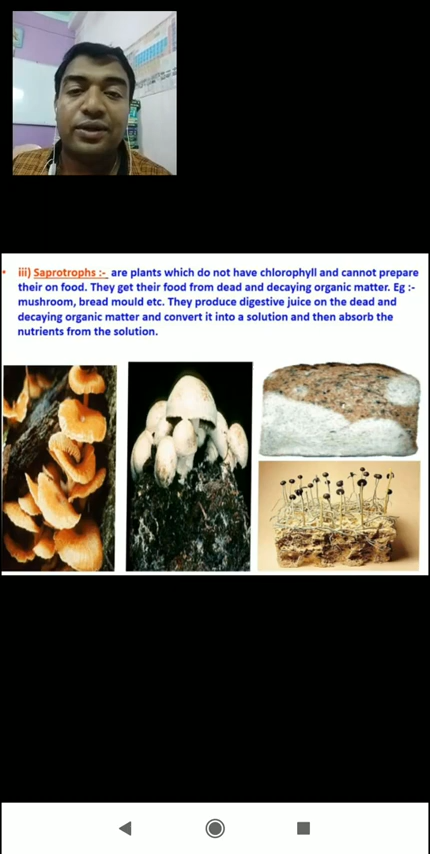 • iii) Saprotrophs :- are plants which do not have chlorophyll and cannot prepare
their on food. They get their food from dead and decaying organic matter. Eg :-
mushroom, bread mould etc. They produce digestive juice on the dead and
decaying organic matter and convert it into a solution and then absorb the
nutrients from the solution.